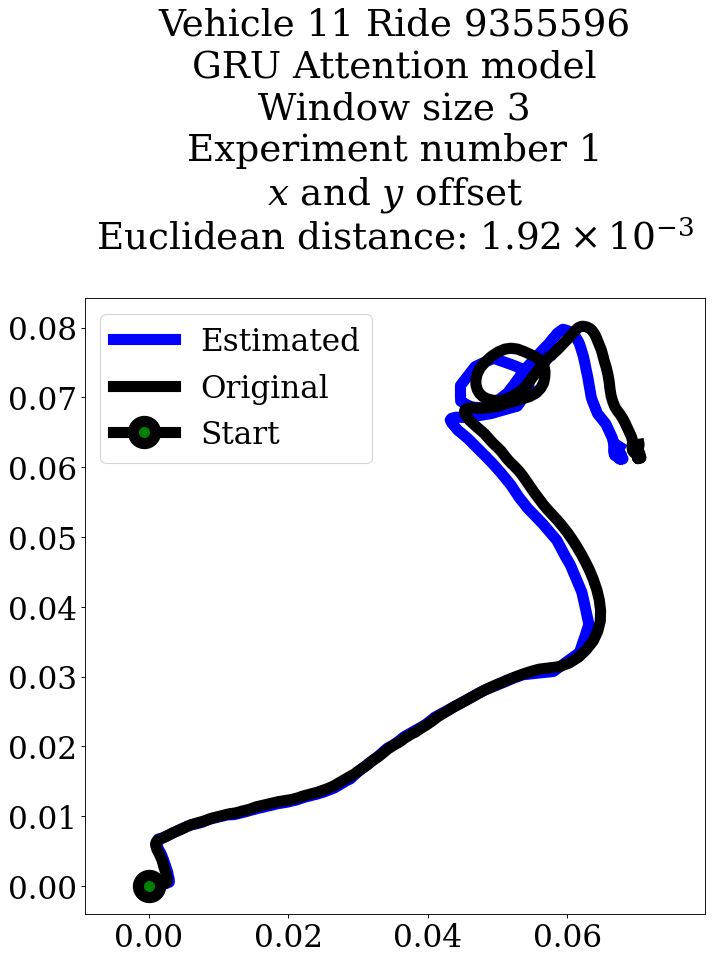 Vehicle 11 Ride 9355596
GRU Attention model
Window size 3
Experiment number 1
x and y offset
Euclidean distance: 1.92 × 10⁻³
Estimated
Original
Start
0.08
0.07
0.06
0.05
0.04
0.03
0.02
0.01
0.00
0.00 0.02 0.04 0.06